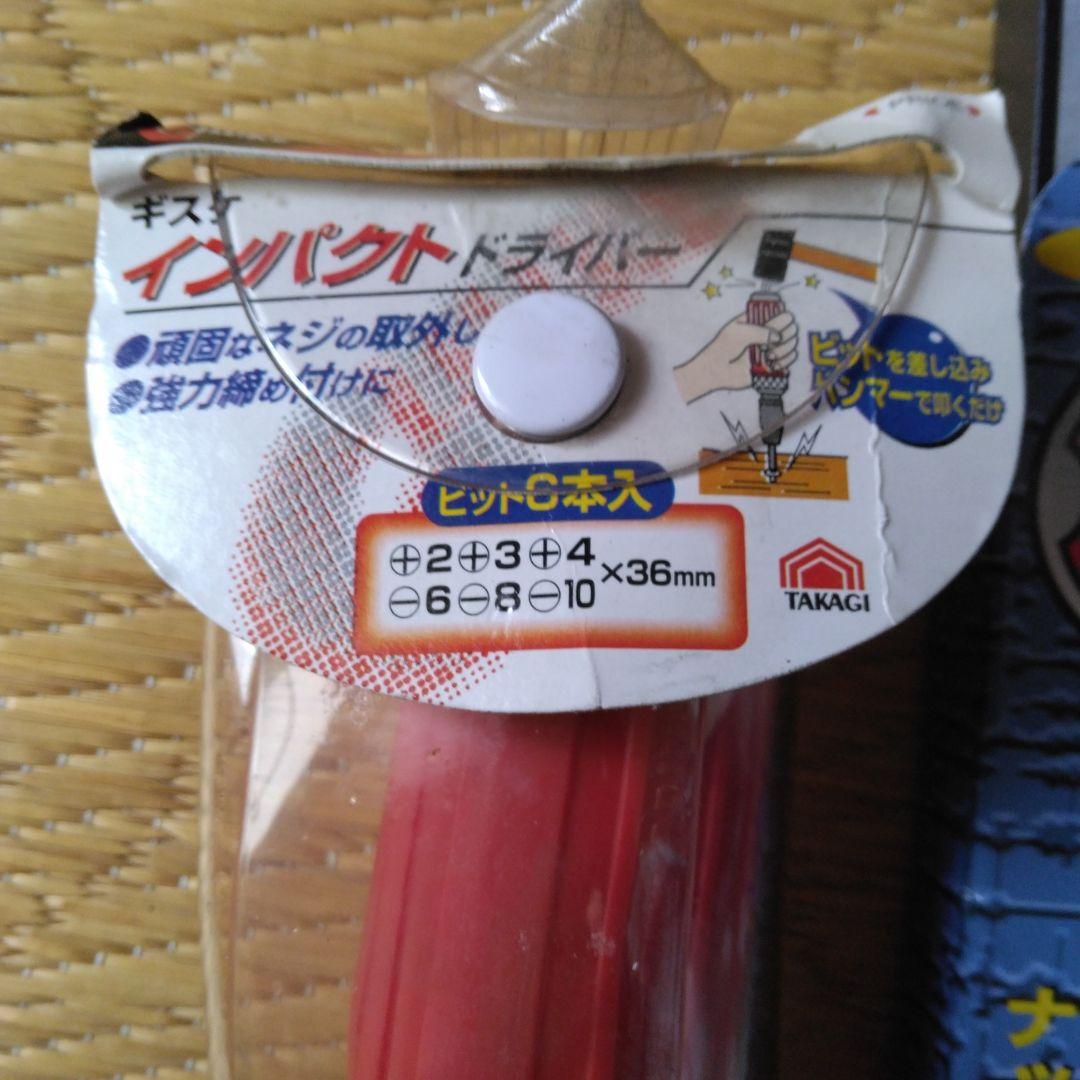 ギスケ
インパクトドライバー
●頑固なネジの取外し
●強力締め付けに
ビットを差し込み
ハンマーで叩くだけ
ビット6本入
⊕2⊕3⊕4
⊖6⊖8⊖10
×36mm
TAKAGI
ナ